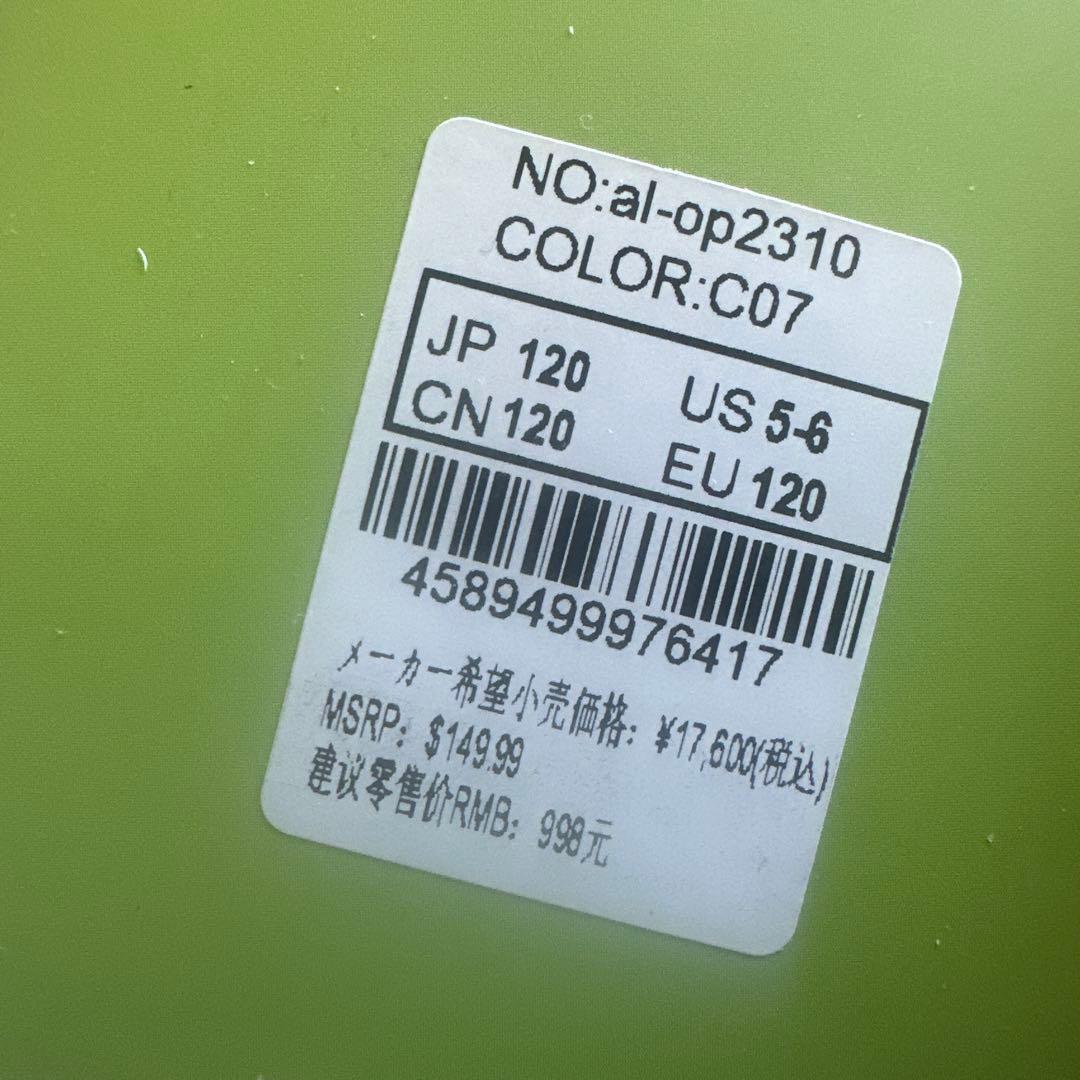 NO:al-op2310
COLOR:C07
JP 120 US 5-6
CN 120 EU 120
4589499976417
メーカー希望小売価格: ¥17,600(税込)
MSRP: $149.99
建议零售价RMB: 998元